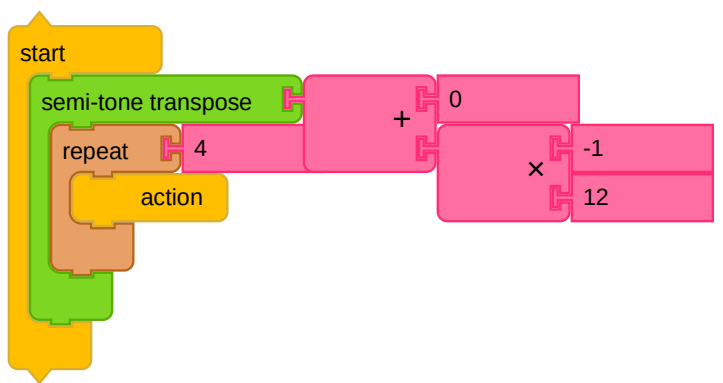 start
semi-tone transpose + 0
repeat 4 × -1
action 12